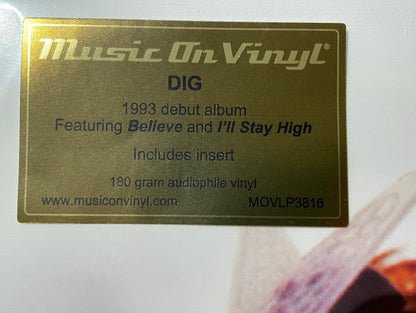 Music On Vinyl®
DIG
1993 debut album
Featuring Believe and I'll Stay High
Includes insert
180 gram audiophile vinyl
www.musiconvinyl.com MOVLP3816